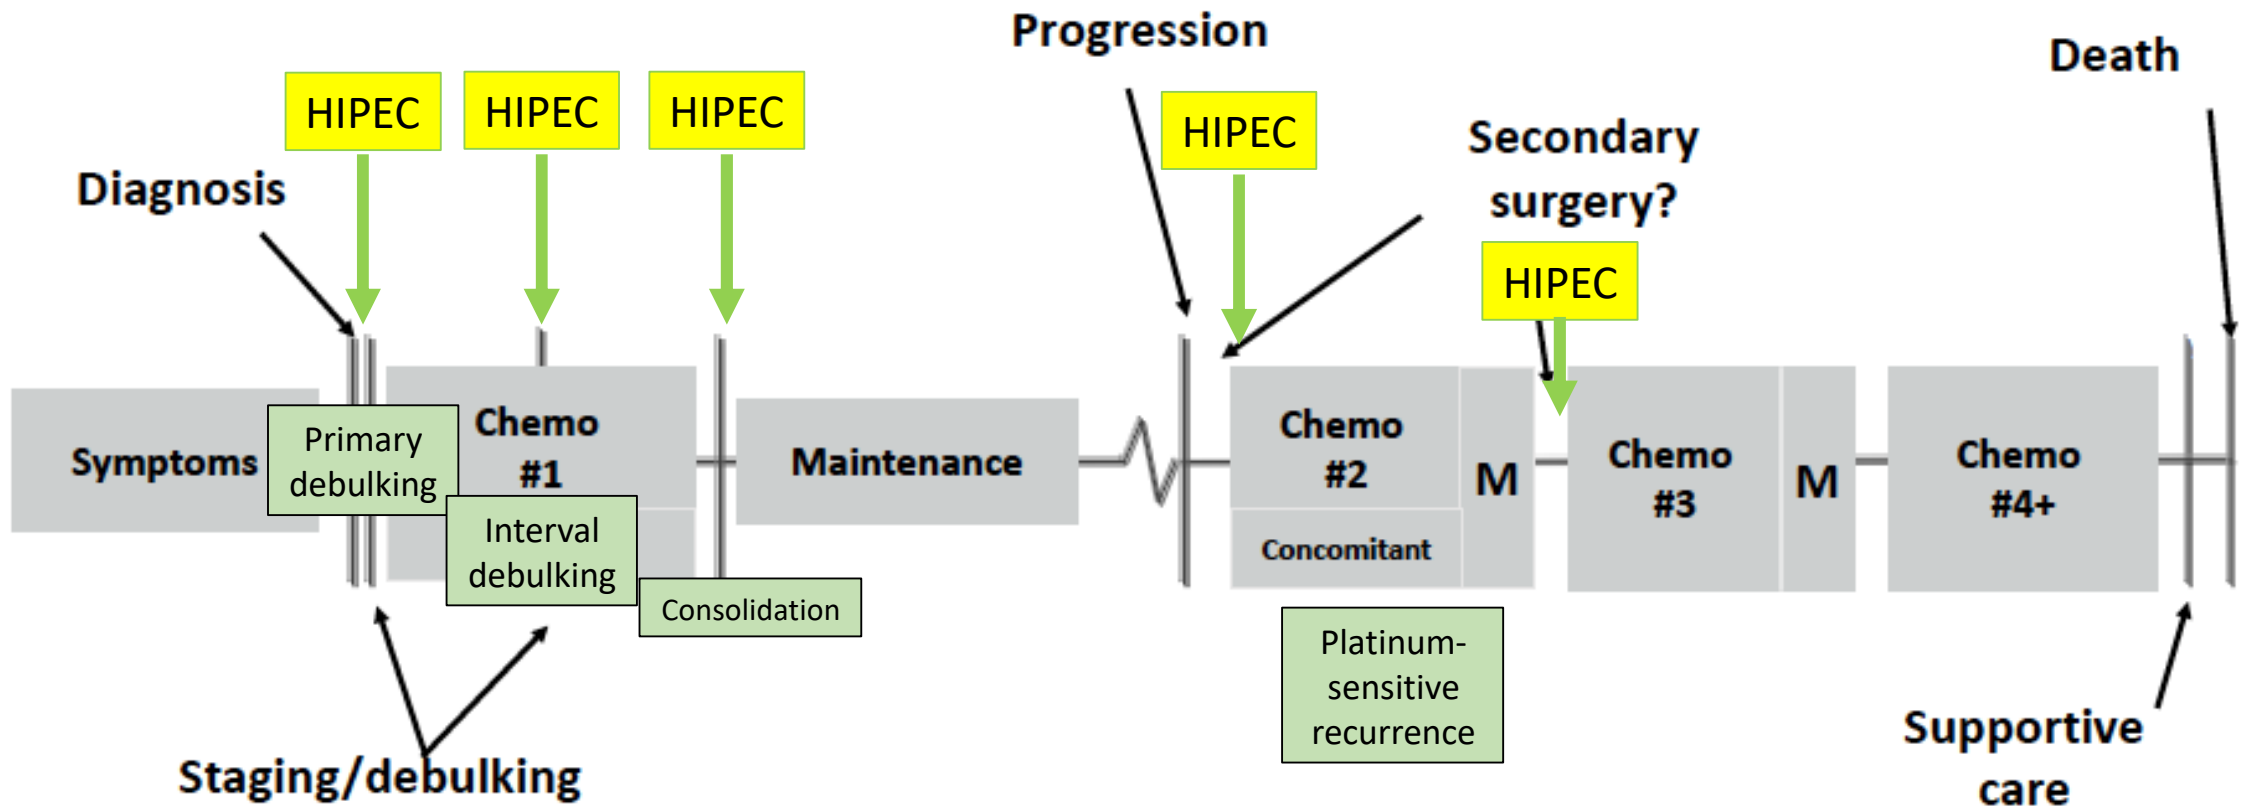 Progression
Death
HIPEC
HIPEC
HIPEC
HIPEC
Secondary
surgery?
Diagnosis
HIPEC
Symptoms
Primary
debulking
Chemo
#1
Interval
debulking
Consolidation
Maintenance
Chemo
#2
Concomitant
M
Chemo
#3
M
Chemo
#4+
Platinum-
sensitive
recurrence
Staging/debulking
Supportive
care